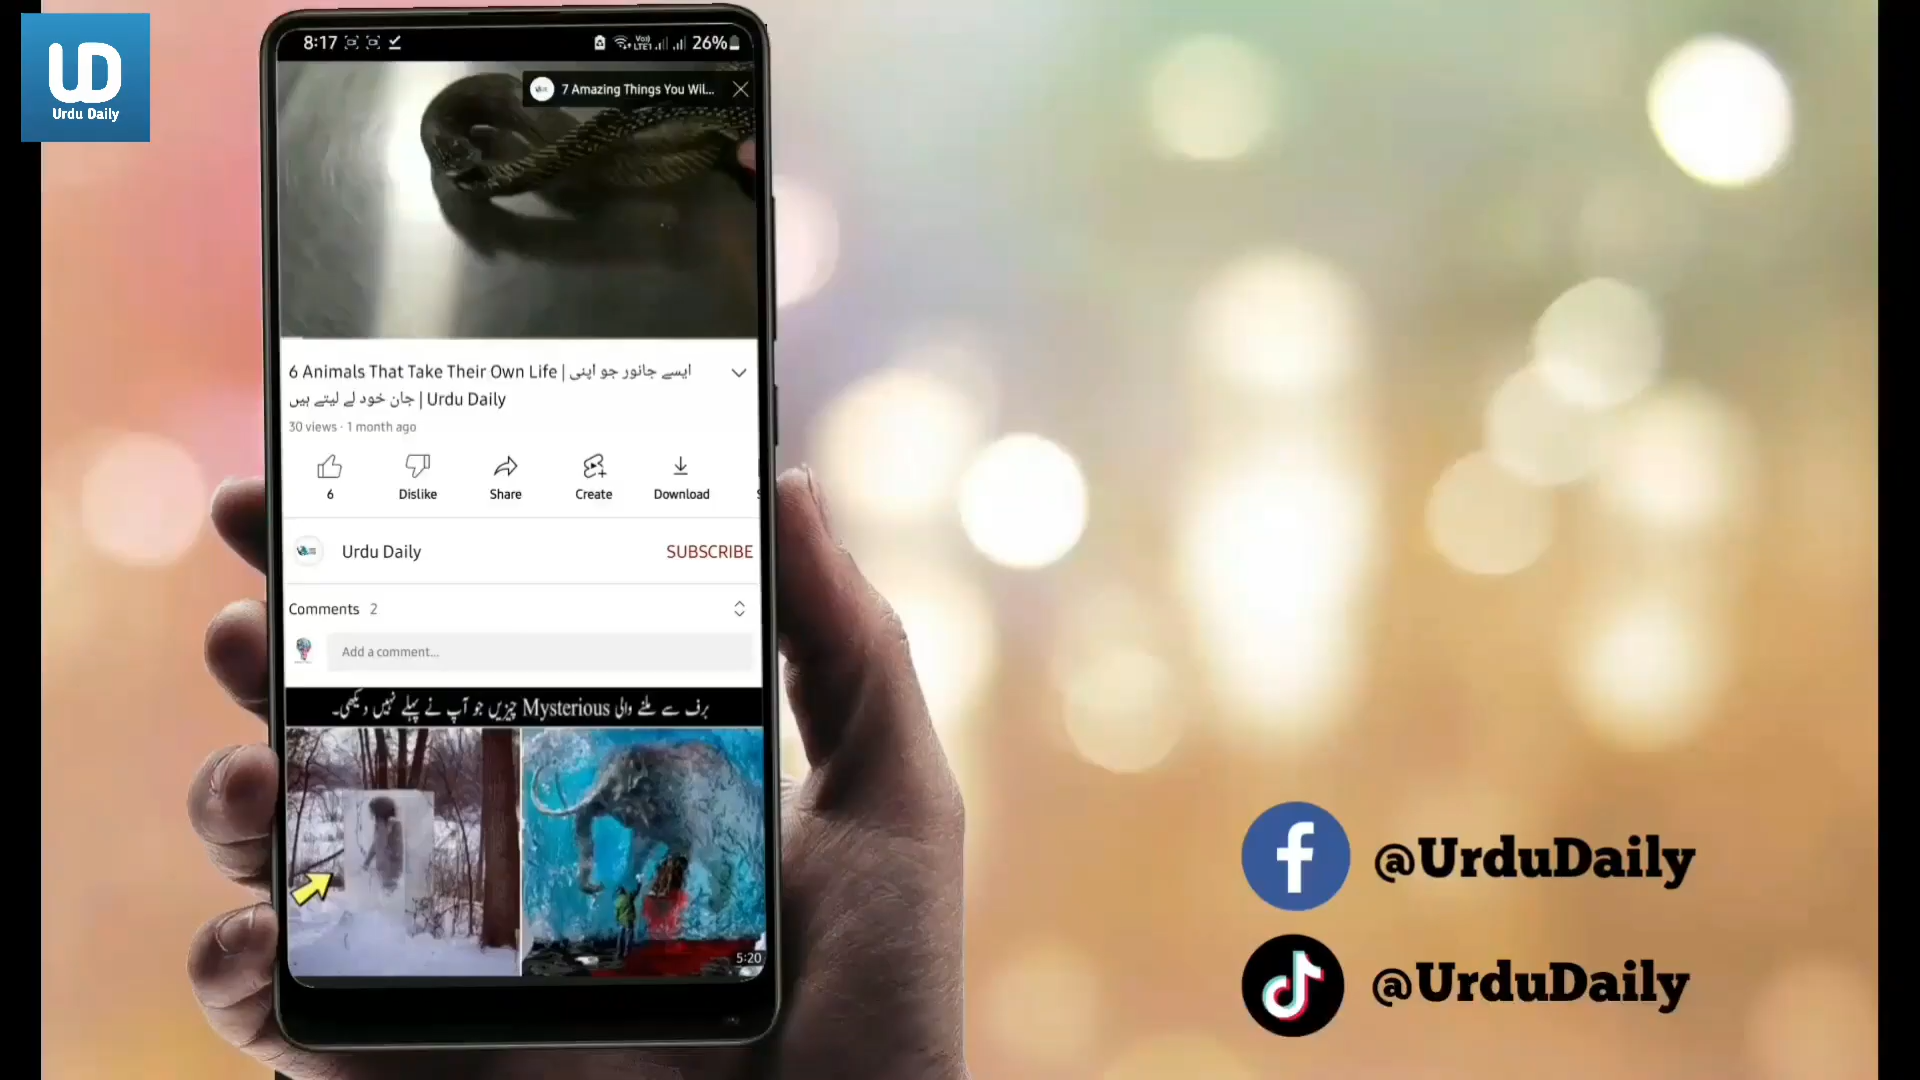 UD
Urdu Daily
8:17
Vo))
LTE1
26%
7 Amazing Things You Wil...
6 Animals That Take Their Own Life | ایسے جانور جو اپنی
جان خود لے لیتے ہیں | Urdu Daily
30 views · 1 month ago
6
Dislike
Share
Create
Download
Urdu Daily
SUBSCRIBE
Comments 2
Add a comment...
برف سے ملنے والی Mysterious چیزیں جو آپ نے پہلے نہیں دیکھی۔
5:20
@UrduDaily
@UrduDaily